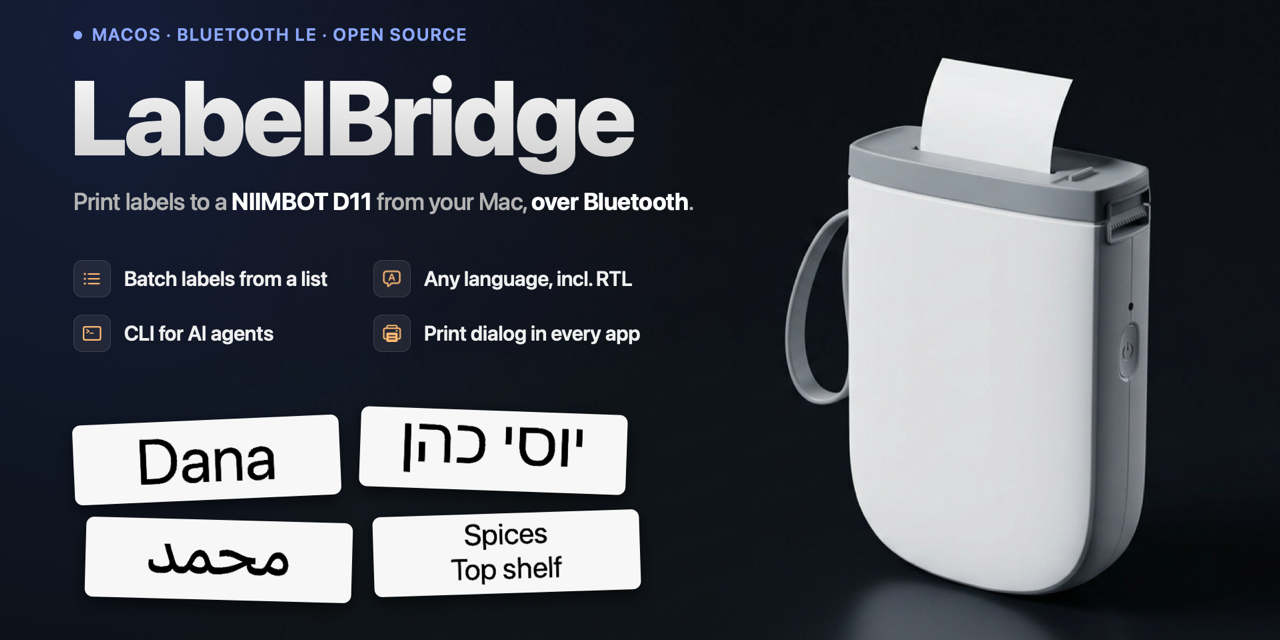 MACOS · BLUETOOTH LE · OPEN SOURCE
LabelBridge
Print labels to a NIIMBOT D11 from your Mac, over Bluetooth.
Batch labels from a list
Any language, incl. RTL
CLI for AI agents
Print dialog in every app
Dana
יוסי כהן
محمد
Spices
Top shelf